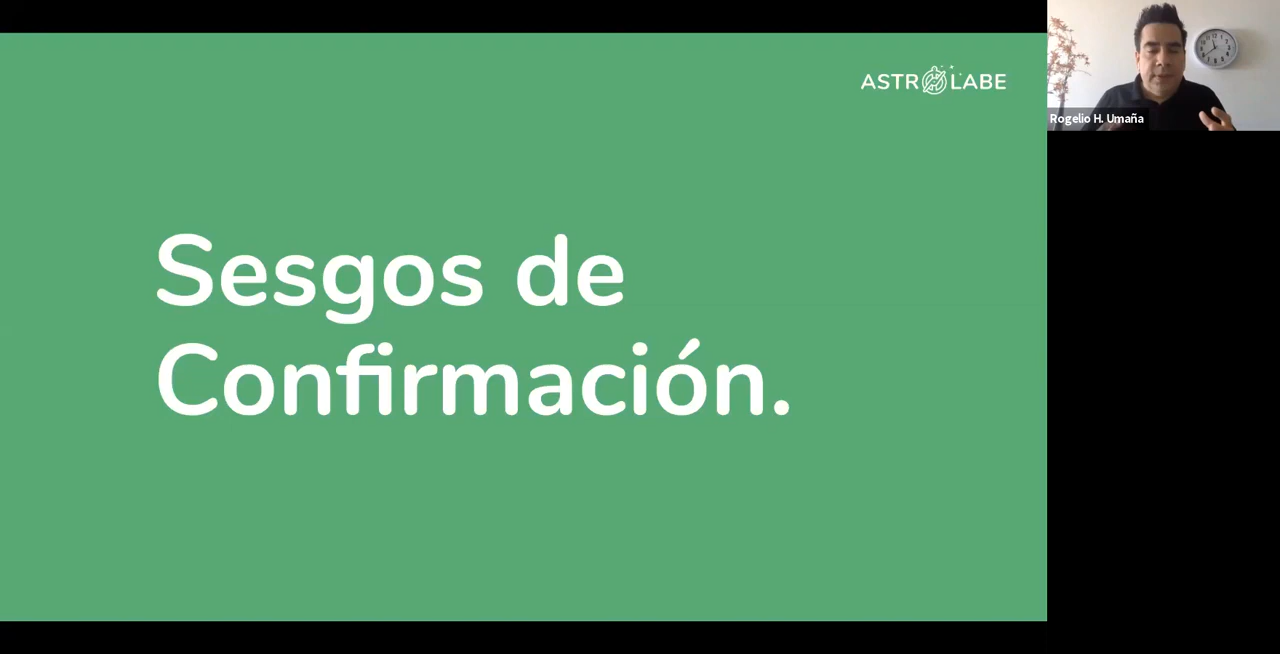 ASTROLABE
Sesgos de
Confirmación.
Rogelio H. Umaña